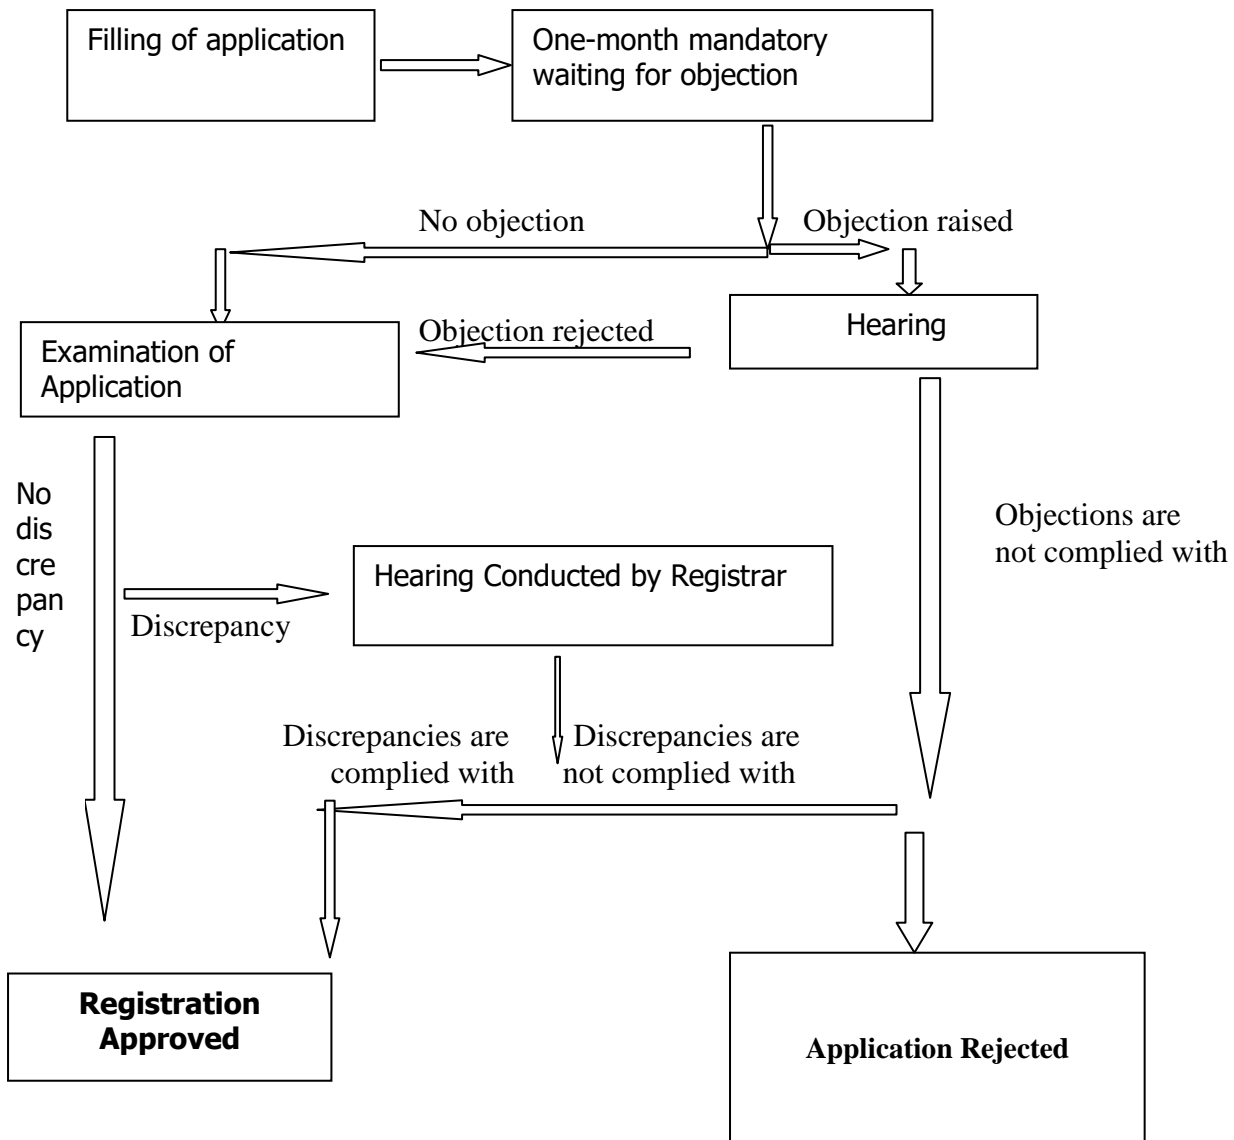 Filling of application
One-month mandatory
waiting for objection
No objection
Objection raised
Hearing
Objection rejected
Examination of
Application
No
dis
cre
pan
cy
Objections are
not complied with
Hearing Conducted by Registrar
Discrepancy
Discrepancies are
complied with
Discrepancies are
not complied with
Registration
Approved
Application Rejected